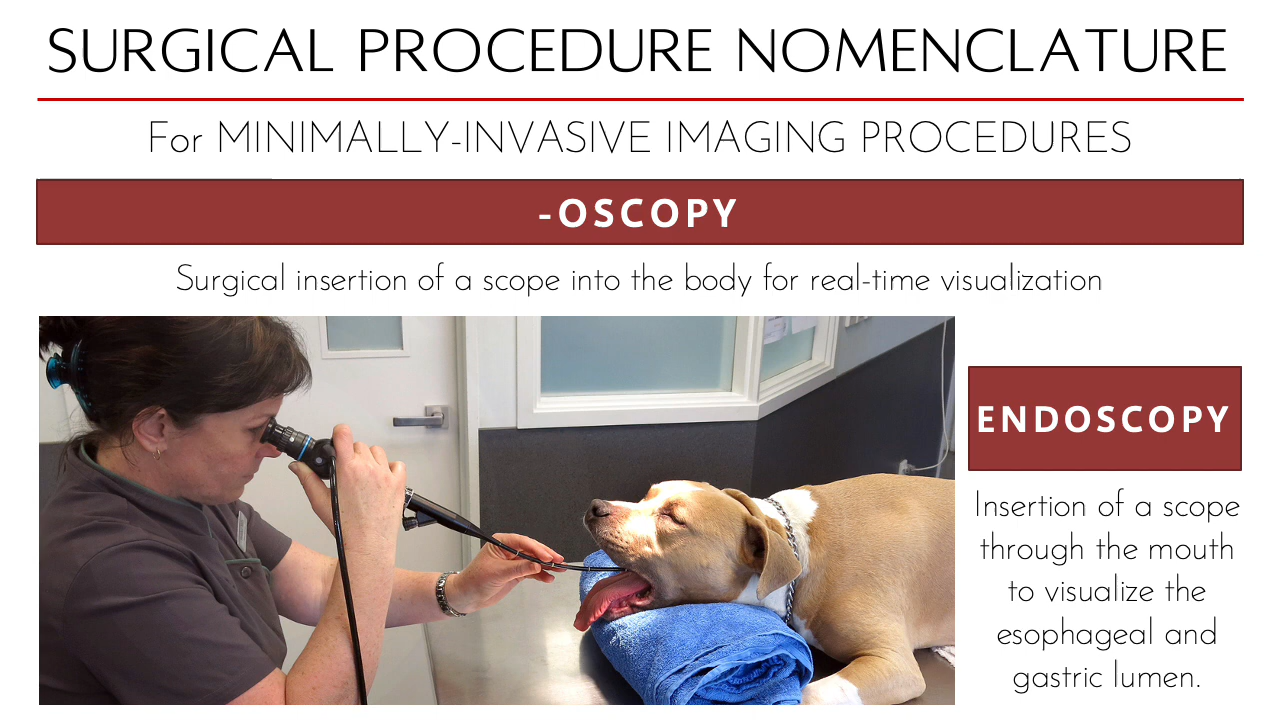 SURGICAL PROCEDURE NOMENCLATURE
For MINIMALLY-INVASIVE IMAGING PROCEDURES
-OSCOPY
Surgical insertion of a scope into the body for real-time visualization
ENDOSCOPY
Insertion of a scope
through the mouth
to visualize the
esophageal and
gastric lumen.